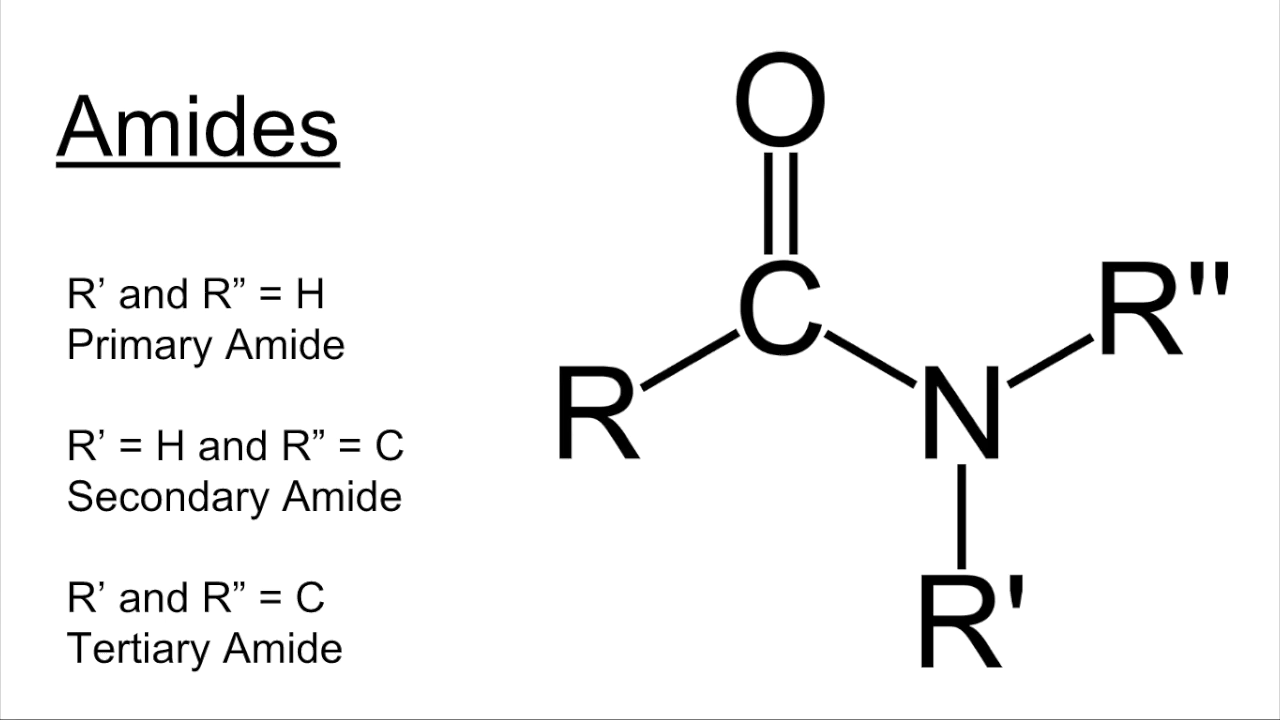 Amides
R’ and R” = H
Primary Amide
R’ = H and R” = C
Secondary Amide
R’ and R” = C
Tertiary Amide
O
C
R"
R
N
R'